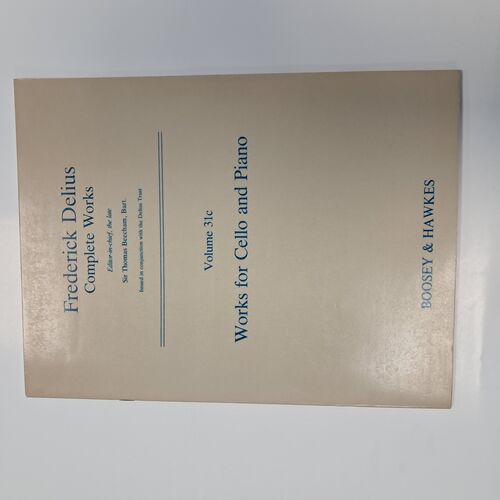 Frederick Delius
Complete Works
Editor-in-chief, the late
Sir Thomas Beecham, Bart.
Issued in conjunction with the Delius Trust
Volume 31c
Works for Cello and Piano
BOOSEY & HAWKES